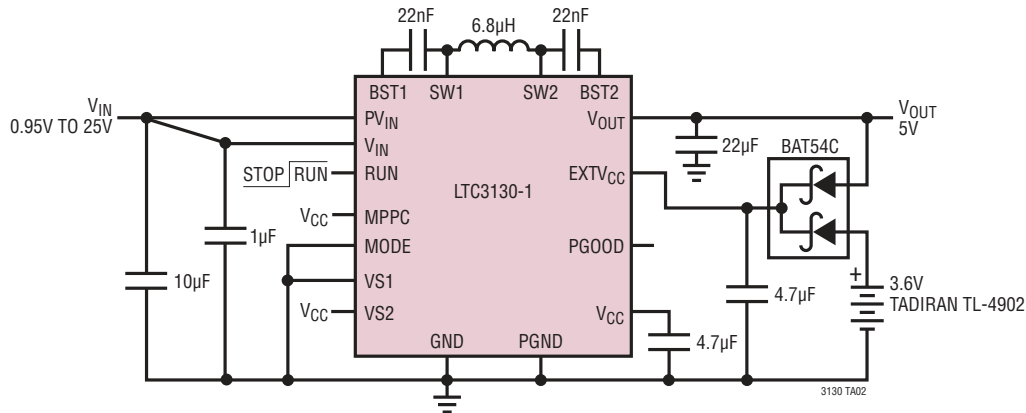 22nF
6.8µH
22nF
BST1
SW1
SW2
BST2
VIN
0.95V TO 25V
PVIN
VOUT
VOUT
5V
VIN
22µF
BAT54C
STOP RUN
RUN
EXTVCC
LTC3130-1
VCC
MPPC
1µF
MODE
PGOOD
10µF
VS1
+
3.6V
TADIRAN TL-4902
4.7µF
VCC
VS2
VCC
4.7µF
GND
PGND
3130 TA02